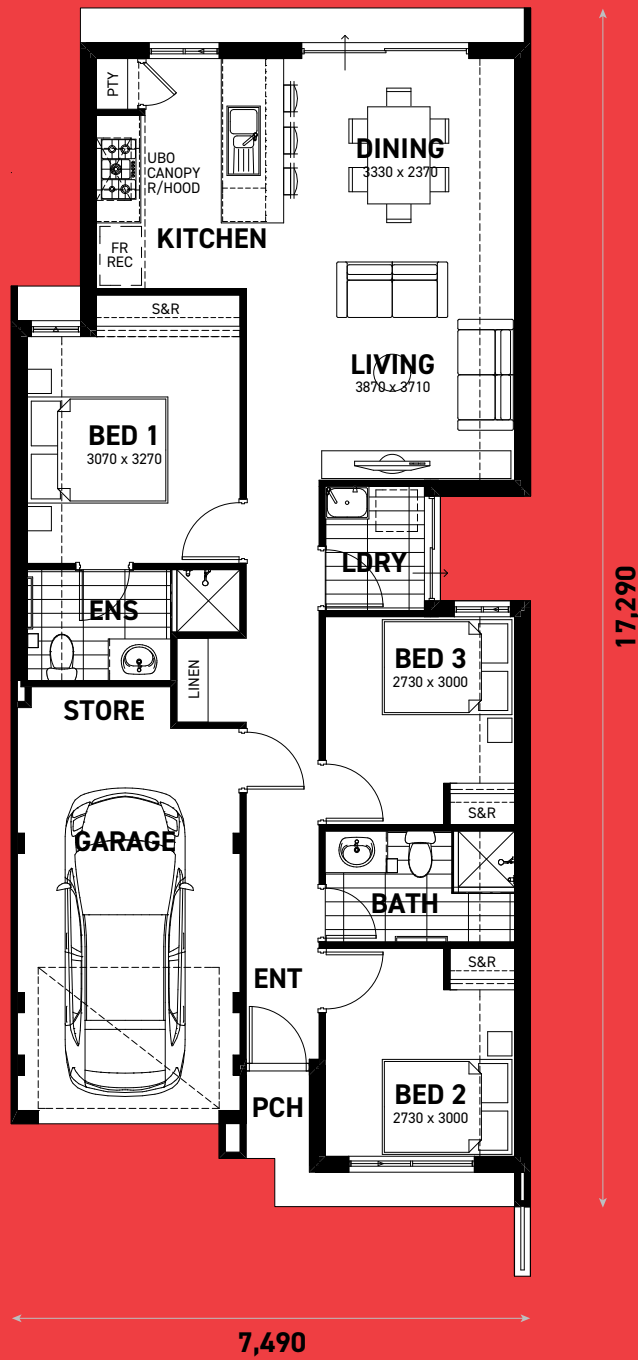 PTY
UBO
CANOPY
R/HOOD
DINING
3330 x 2370
KITCHEN
FR
REC
S&R
LIVING
3870 x 3710
BED 1
3070 x 3270
LDRY
17,290
ENS
BED 3
2730 x 3000
LINEN
STORE
S&R
GARAGE
BATH
S&R
ENT
BED 2
2730 x 3000
PCH
7,490